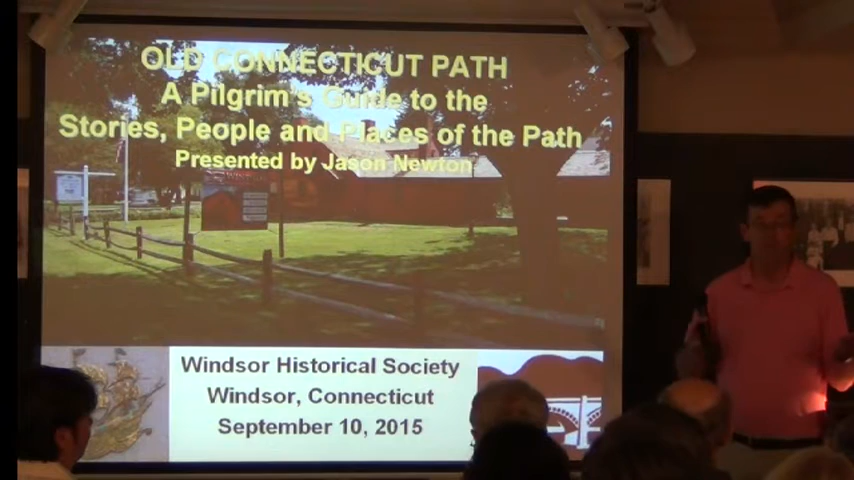 OLD CONNECTICUT PATH
A Pilgrim's Guide to the
Stories, People and Places of the Path
Presented by Jason Newton
Windsor Historical Society
Windsor, Connecticut
September 10, 2015